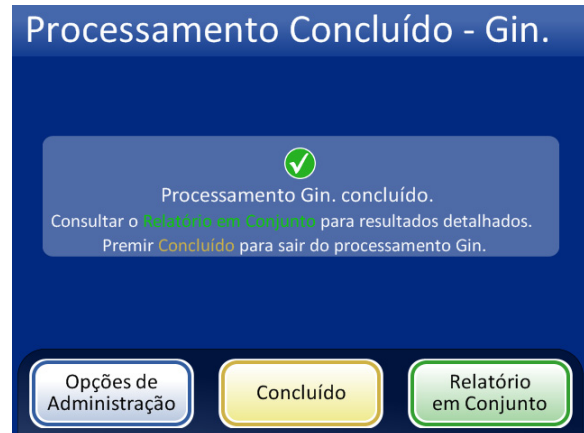 Processamento Concluído - Gin.
Processamento Gin. concluído.
Consultar o Relatório em Conjunto para resultados detalhados.
Premir Concluído para sair do processamento Gin.
Opções de
Administração
Concluído
Relatório
em Conjunto